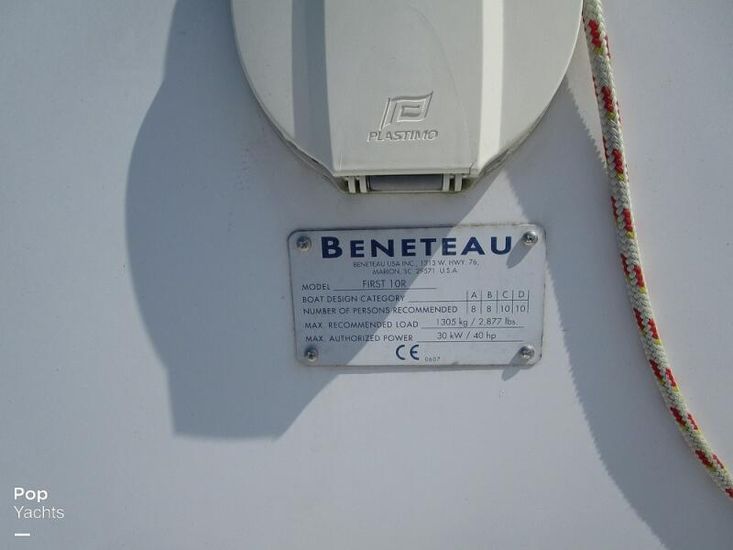 PLASTIMO
BENETEAU
BENETEAU USA INC., 1313 W. HWY. 76,
MARION, SC 29571 U.S.A.
MODEL FIRST 10R
BOAT DESIGN CATEGORY A B C D
NUMBER OF PERSONS RECOMMENDED 8 8 10 10
MAX. RECOMMENDED LOAD 1305 kg / 2,877 lbs.
MAX. AUTHORIZED POWER 30 kW / 40 hp
CE 0607
Pop
Yachts